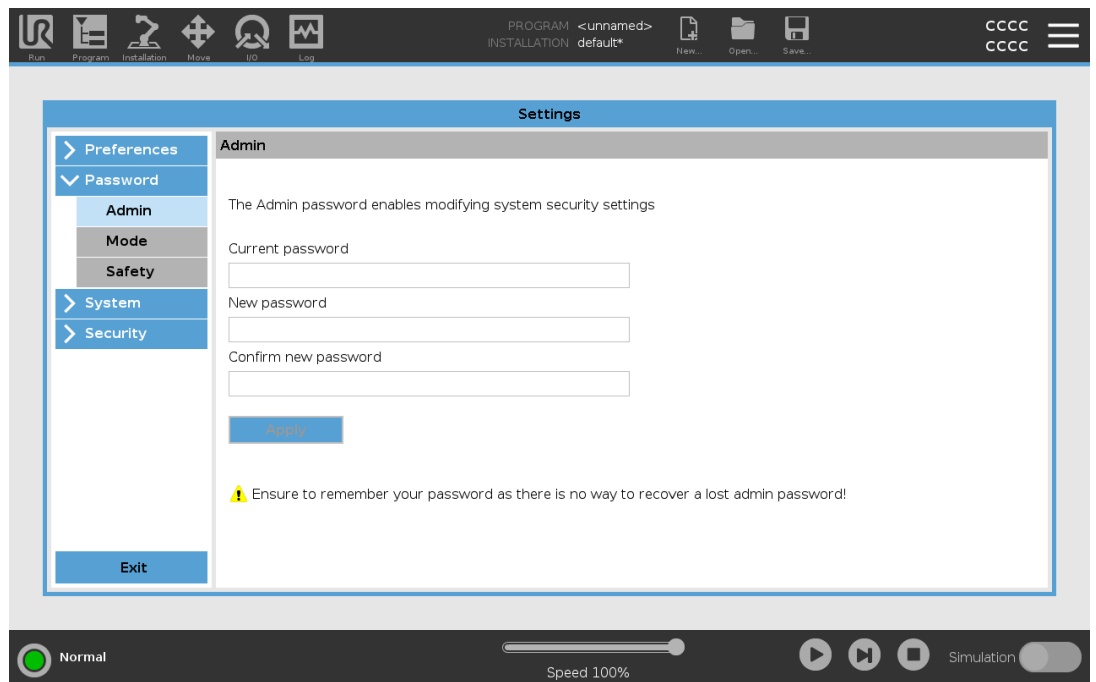 PROGRAM <unnamed>
INSTALLATION default*
CCCC
CCCC
UR
Run Program Installation Move I/O Log New... Open... Save...
Settings
Preferences
Password
Admin
Mode
Safety
System
Security
Exit
Admin
The Admin password enables modifying system security settings
Current password
New password
Confirm new password
Apply
Ensure to remember your password as there is no way to recover a lost admin password!
Normal
Speed 100%
Simulation